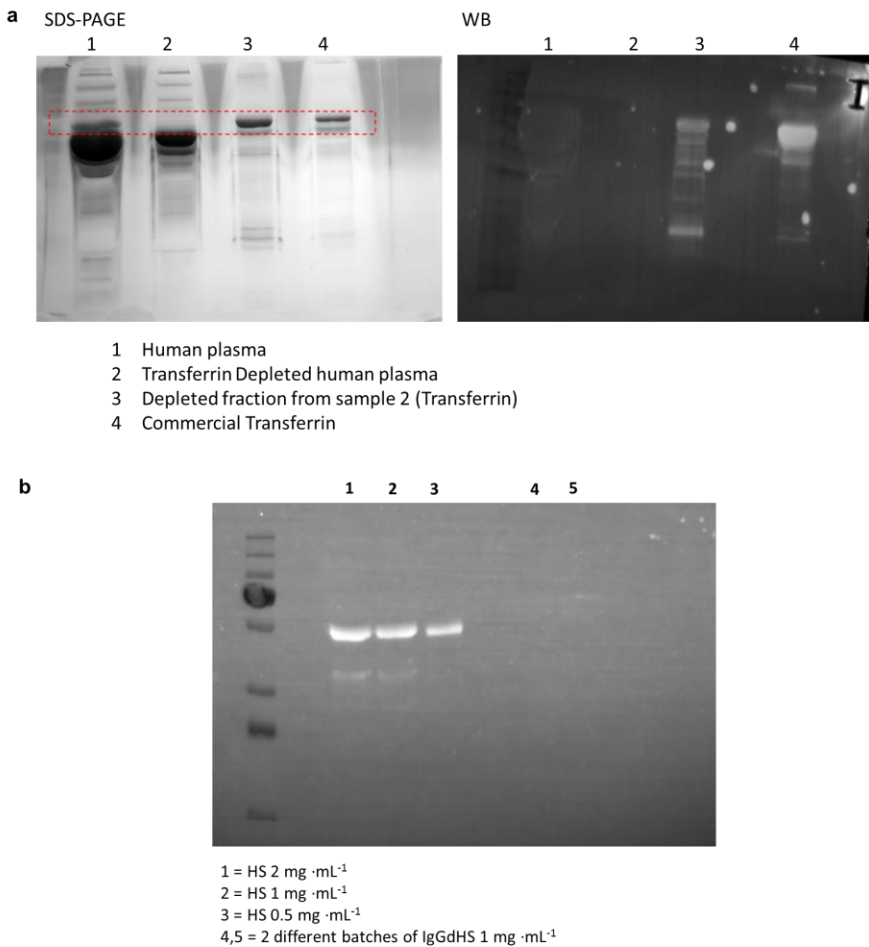 a SDS-PAGE WB
1 2 3 4 1 2 3 4
1 Human plasma
2 Transferrin Depleted human plasma
3 Depleted fraction from sample 2 (Transferrin)
4 Commercial Transferrin
b
1 2 3 4 5
1 = HS 2 mg ·mL⁻¹
2 = HS 1 mg ·mL⁻¹
3 = HS 0.5 mg ·mL⁻¹
4,5 = 2 different batches of IgGdHS 1 mg ·mL⁻¹